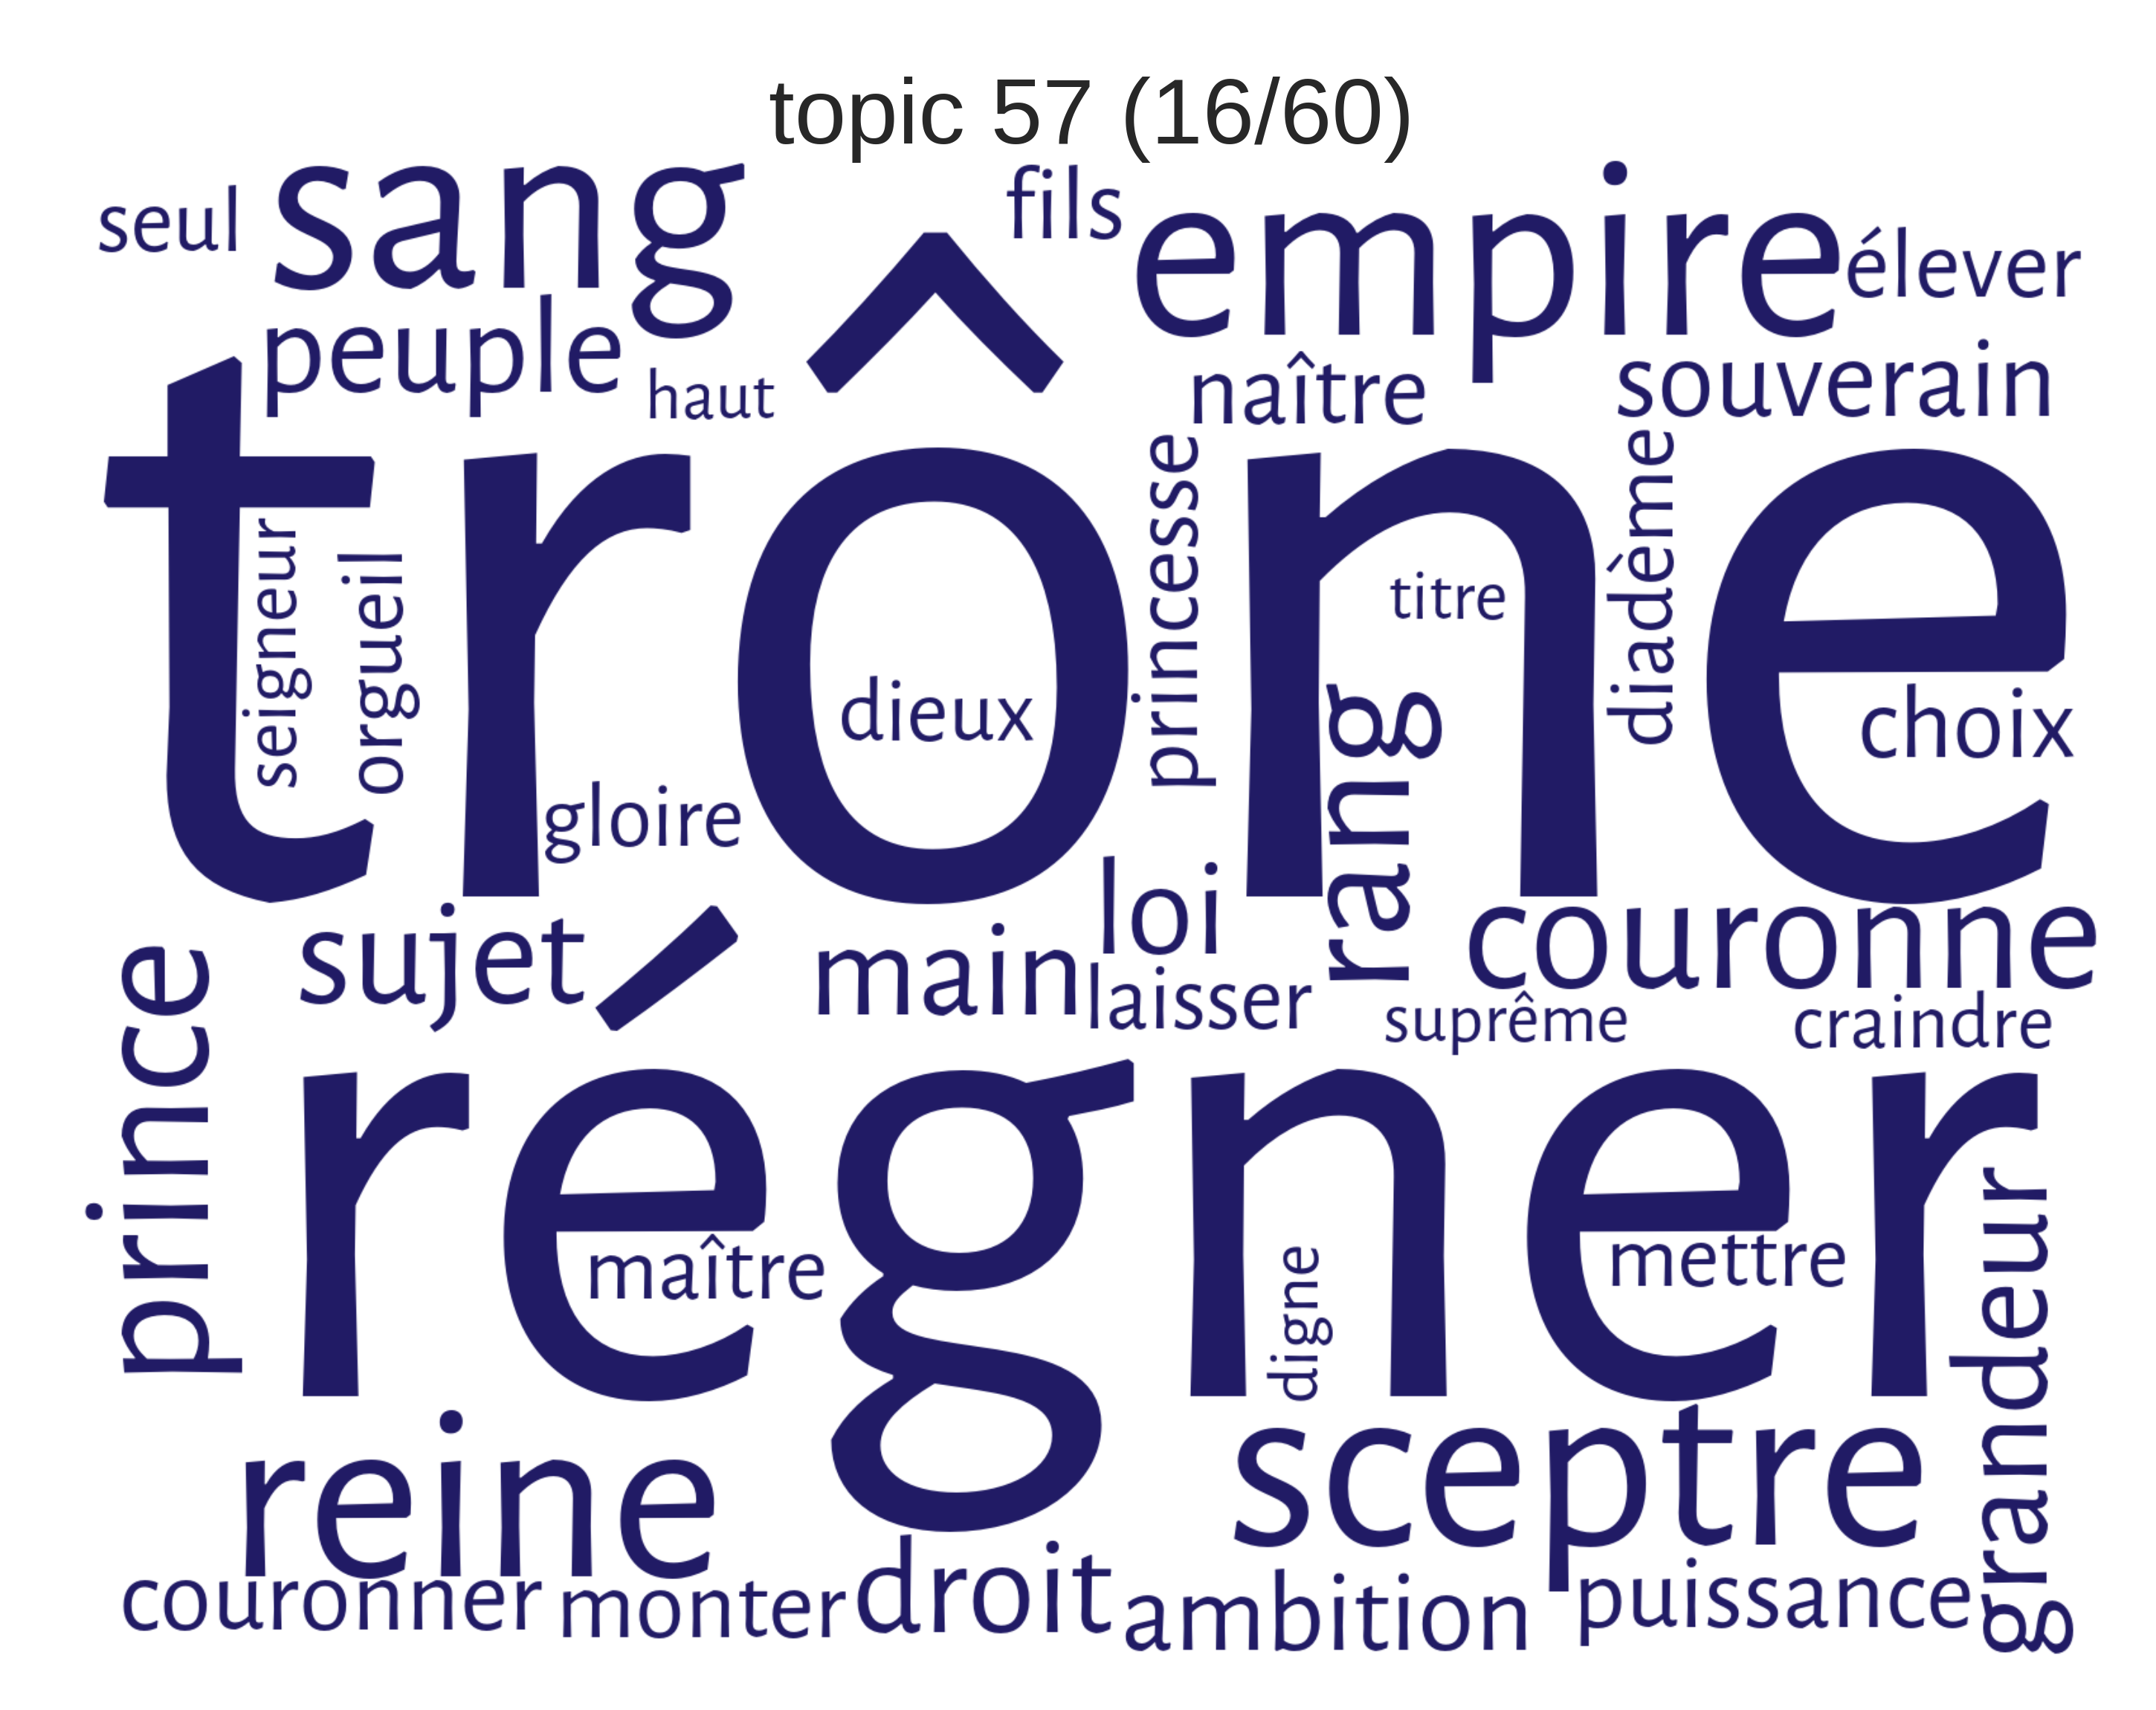 topic 57 (16/60)
seul
sang
fils
empire
élever
peuple
haut
naître
souverain
trône
seigneur
orgueil
princesse
titre
diadème
dieux
choix
rang
gloire
loi
sujet
main
laisser
couronne
suprême
craindre
prince
régner
maître
digne
mettre
grandeur
reine
sceptre
couronner
monter
droit
ambition
puissance